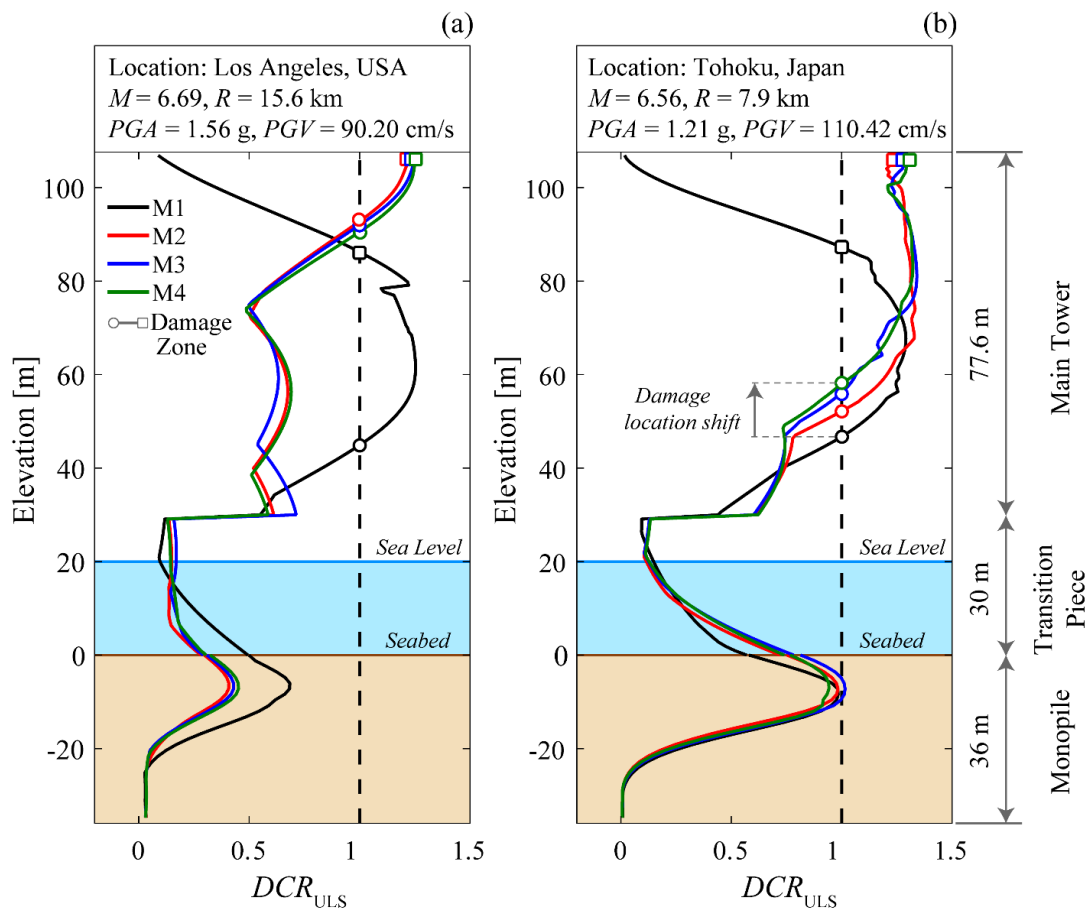 (a)
Location: Los Angeles, USA
M = 6.69, R = 15.6 km
PGA = 1.56 g, PGV = 90.20 cm/s
M1
M2
M3
M4
Damage
Zone
Sea Level
Seabed
Elevation [m]
100
80
60
40
20
0
-20
0
0.5
1
1.5
DCR_ULS
(b)
Location: Tohoku, Japan
M = 6.56, R = 7.9 km
PGA = 1.21 g, PGV = 110.42 cm/s
Damage
location shift
Sea Level
Seabed
Elevation [m]
100
80
60
40
20
0
-20
0
0.5
1
1.5
DCR_ULS
77.6 m
Main Tower
30 m
Transition
Piece
36 m
Monopile